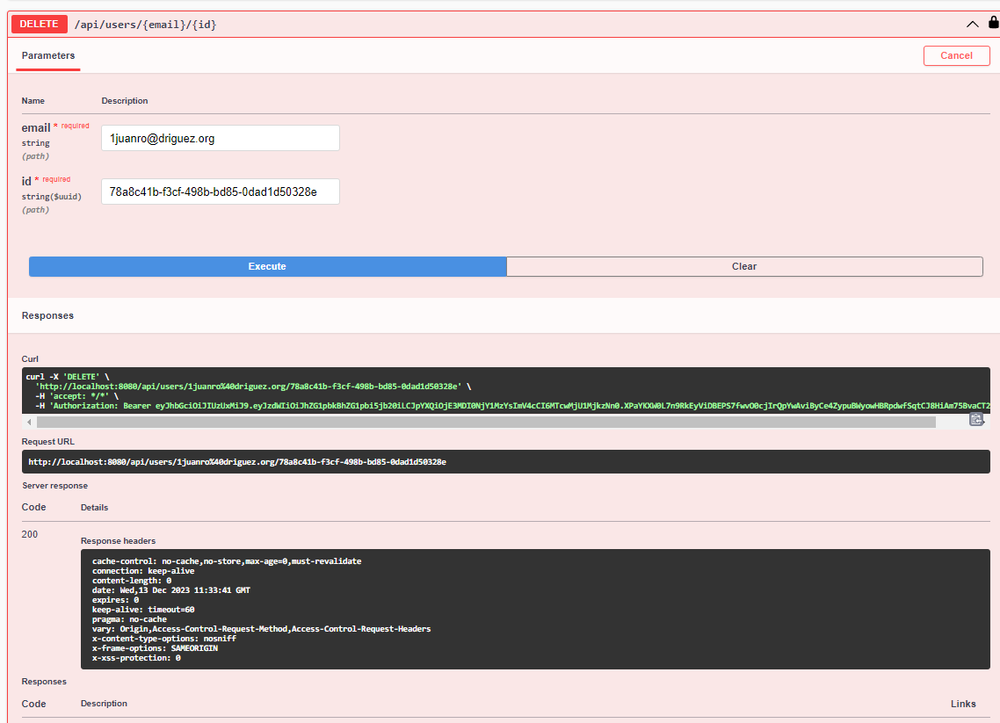 DELETE /api/users/{email}/{id}
Parameters
Cancel
Name Description
email * required
string
(path)
1juanro@driguez.org
id * required
string($uuid)
(path)
78a8c41b-f3cf-498b-bd85-0dad1d50328e
Execute
Clear
Responses
Curl
curl -X 'DELETE' \
'http://localhost:8080/api/users/1juanro%40driguez.org/78a8c41b-f3cf-498b-bd85-0dad1d50328e' \
-H 'accept: */*' \
-H 'Authorization: Bearer
Request URL
http://localhost:8080/api/users/1juanro%40driguez.org/78a8c41b-f3cf-498b-bd85-0dad1d50328e
Server response
Code Details
200
Response headers
cache-control: no-cache,no-store,max-age=0,must-revalidate
connection: keep-alive
content-length: 0
date: Wed,13 Dec 2023 11:33:41 GMT
expires: 0
keep-alive: timeout=60
pragma: no-cache
vary: Origin,Access-Control-Request-Method,Access-Control-Request-Headers
x-content-type-options: nosniff
x-frame-options: SAMEORIGIN
x-xss-protection: 0
Responses
Code Description Links